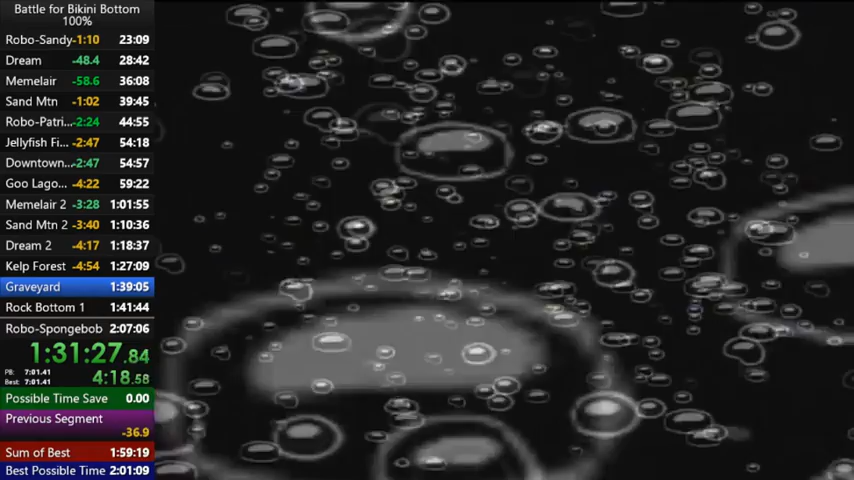 Battle for Bikini Bottom
100%
Robo-Sandy -1:10 23:09
Dream -48.4 28:42
Memelair -58.6 36:08
Sand Mtn -1:02 39:45
Robo-Patri... -2:24 44:55
Jellyfish Fi... -2:47 54:18
Downtown... -2:47 54:57
Goo Lago... -4:22 59:22
Memelair 2 -3:28 1:01:55
Sand Mtn 2 -3:40 1:10:36
Dream 2 -4:17 1:18:37
Kelp Forest -4:54 1:27:09
Graveyard 1:39:05
Rock Bottom 1 1:41:44
Robo-Spongebob 2:07:06
1:31:27.84
PB: 7:01.41
Best: 7:01.41
4:18.58
Possible Time Save 0.00
Previous Segment
-36.9
Sum of Best 1:59:19
Best Possible Time 2:01:09